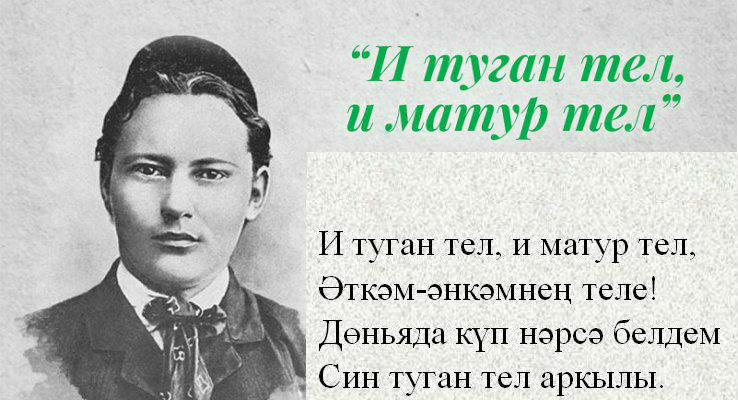 “И туган тел,
и матур тел”
И туган тел, и матур тел,
Әткәм-әнкәмнең теле!
Дөньяда күп нәрсә белдем
Син туган тел аркылы.